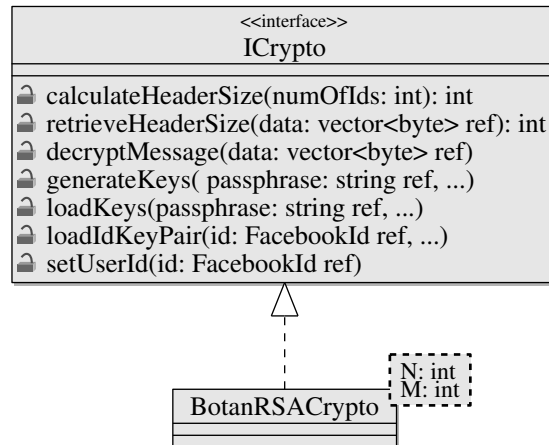 <<interface>>
ICrypto
calculateHeaderSize(numOfIds: int): int
retrieveHeaderSize(data: vector<byte> ref): int
decryptMessage(data: vector<byte> ref)
generateKeys( passphrase: string ref, ...)
loadKeys(passphrase: string ref, ...)
loadIdKeyPair(id: FacebookId ref, ...)
setUserId(id: FacebookId ref)
N: int
M: int
BotanRSACrypto